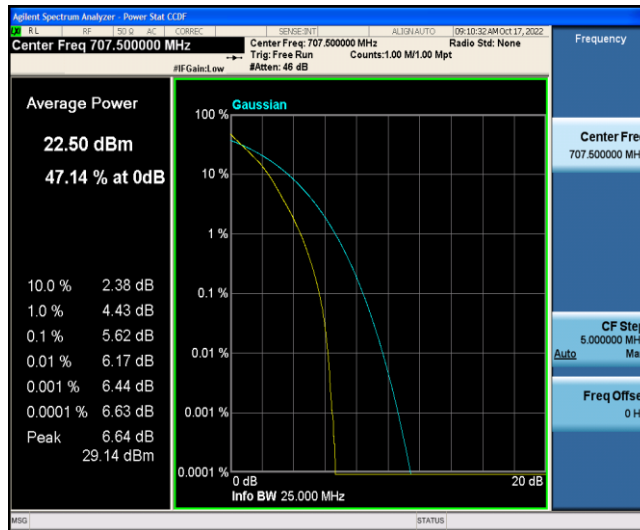 Agilent Spectrum Analyzer - Power Stat CCDF
RL RF 50 Ω AC CORREC SENSE:INT ALIGN AUTO 09:10:32 AM Oct 17, 2022
Center Freq 707.500000 MHz
Center Freq: 707.500000 MHz Radio Std: None
Trig: Free Run Counts:1.00 M/1.00 Mpt
#IFGain:Low #Atten: 46 dB
Frequency
Average Power
22.50 dBm
47.14 % at 0dB
10.0 % 2.38 dB
1.0 % 4.43 dB
0.1 % 5.62 dB
0.01 % 6.17 dB
0.001 % 6.44 dB
0.0001 % 6.63 dB
Peak 6.64 dB
29.14 dBm
Gaussian
100 %
10 %
1 %
0.1 %
0.01 %
0.001 %
0.0001 %
0 dB 20 dB
Info BW 25.000 MHz
Center Fre
707.500000 MH
CF Step
5.000000 MH
Auto Ma
Freq Offse
0 H
MSG STATUS